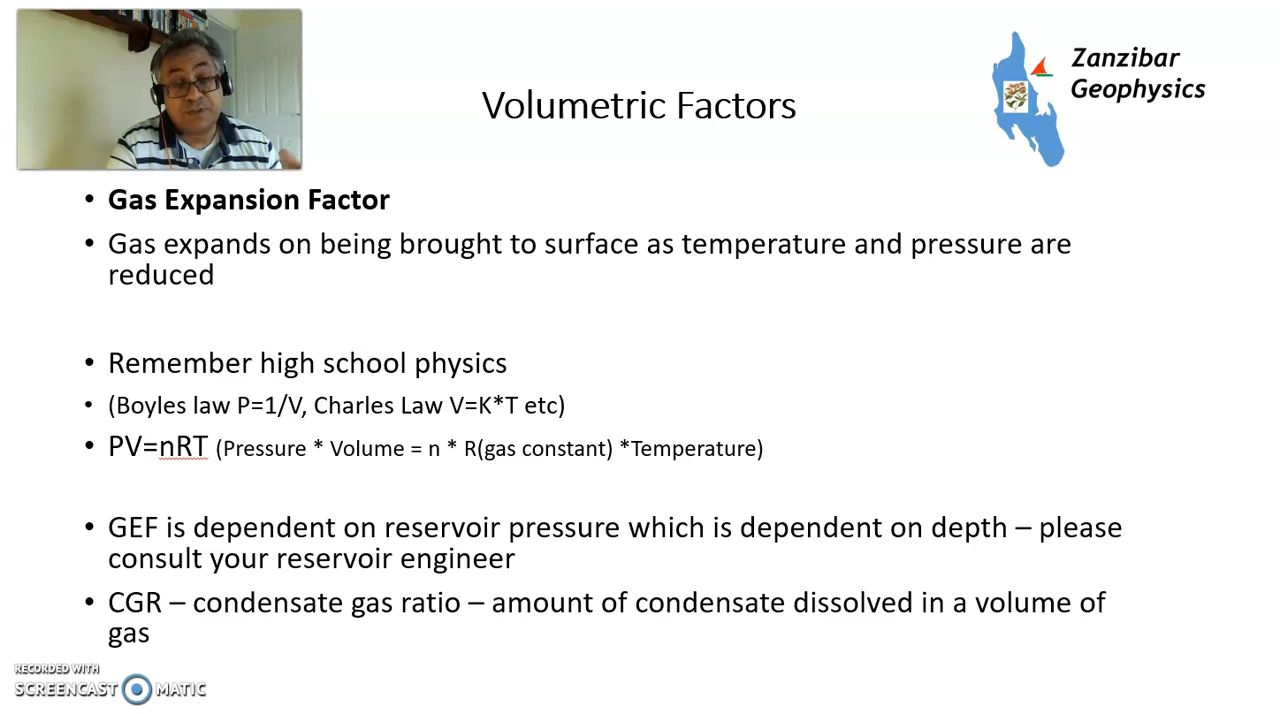 Zanzibar
Geophysics
Volumetric Factors
• Gas Expansion Factor
• Gas expands on being brought to surface as temperature and pressure are
reduced
• Remember high school physics
• (Boyles law P=1/V, Charles Law V=K*T etc)
• PV=nRT (Pressure * Volume = n * R(gas constant) *Temperature)
• GEF is dependent on reservoir pressure which is dependent on depth – please
consult your reservoir engineer
• CGR – condensate gas ratio – amount of condensate dissolved in a volume of
gas
RECORDED WITH
SCREENCAST MATIC